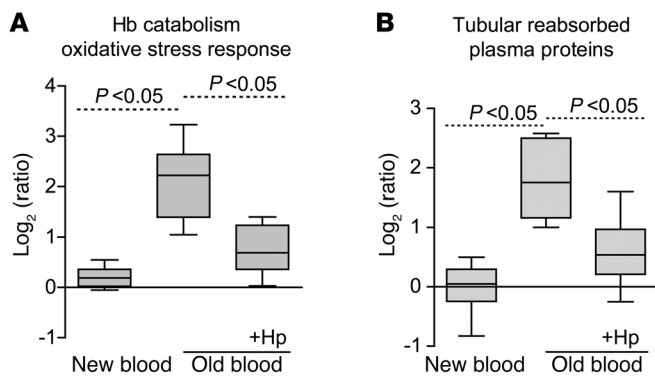 A
Hb catabolism
oxidative stress response
Log2 (ratio)
4
3
2
1
0
-1
P <0.05
P <0.05
+Hp
New blood
Old blood
B
Tubular reabsorbed
plasma proteins
Log2 (ratio)
3
2
1
0
-1
P <0.05
P <0.05
+Hp
New blood
Old blood